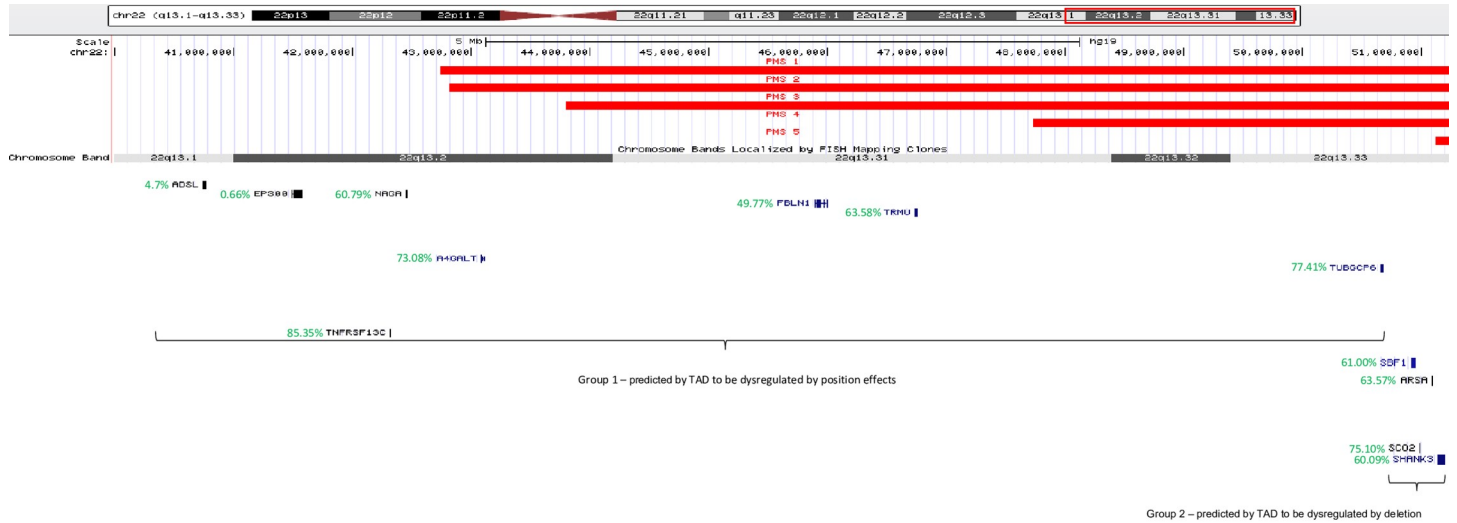 chr22 (q13.1-q13.33) 22p13 22p12 22p11.2 22q11.21 q11.23 22q12.1 22q12.2 22q12.3 22q13 1 22q13.2 22q13.31 13.33
Scale 5 Mb hg19
chr22: 41,000,000 42,000,000 43,000,000 44,000,000 45,000,000 46,000,000 47,000,000 48,000,000 49,000,000 50,000,000 51,000,000
PMS 1
PMS 2
PMS 3
PMS 4
PMS 5
Chromosome Bands Localized by FISH Mapping Clones
Chromosome Band 22q13.1 22q13.2 22q13.31 22q13.32 22q13.33
4.7% ADSL
0.66% EP300
60.79% NAGA
49.77% FBLN1
63.58% TRMU
73.08% A4GALT
77.41% TUBGCP6
85.35% TNFRSF13C
61.00% SBF1
Group 1 – predicted by TAD to be dysregulated by position effects
63.57% ARSA
75.10% SCO2
60.09% SHANK3
Group 2 – predicted by TAD to be dysregulated by deletion